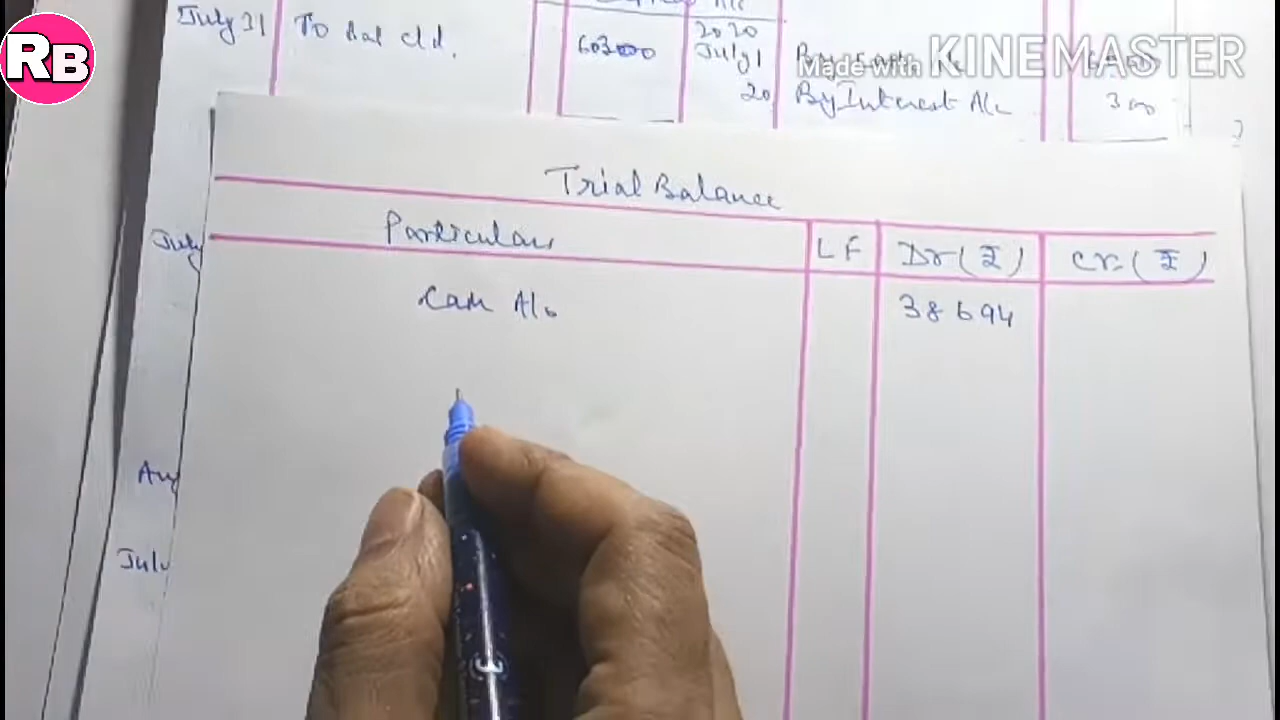 RB
July 31 To Bal c/d. 60300 2020
July 1
Made with KINEMASTER
20 By Interest A/c 300
Trial Balance
Particulars L F Dr (₹) Cr. (₹)
July
Cash A/c 38694
Aug
July